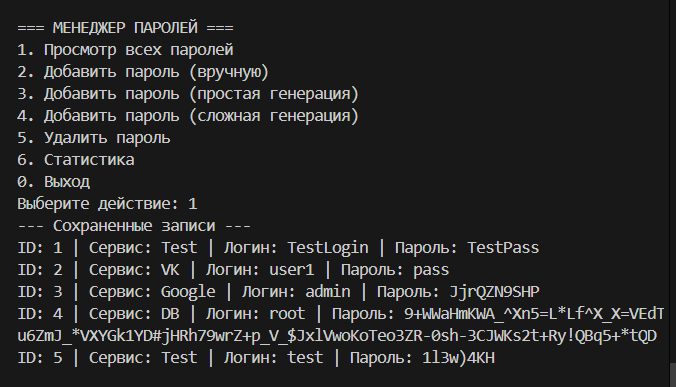 === МЕНЕДЖЕР ПАРОЛЕЙ ===
1. Просмотр всех паролей
2. Добавить пароль (вручную)
3. Добавить пароль (простая генерация)
4. Добавить пароль (сложная генерация)
5. Удалить пароль
6. Статистика
0. Выход
Выберите действие: 1
--- Сохраненные записи ---
ID: 1 | Сервис: Test | Логин: TestLogin | Пароль: TestPass
ID: 2 | Сервис: VK | Логин: user1 | Пароль: pass
ID: 3 | Сервис: Google | Логин: admin | Пароль: JjrQZN9SHP
ID: 4 | Сервис: DB | Логин: root | Пароль: 9+WWaHmKWA_^Xn5=L*Lf^X_X=VEdT
u6ZmJ_*VXYGk1YD#jHRh79wrZ+p_V_$JxlVwoKoTeo3ZR-0sh-3CJWKs2t+Ry!QBq5+*tQD
ID: 5 | Сервис: Test | Логин: test | Пароль: 1l3w)4KH